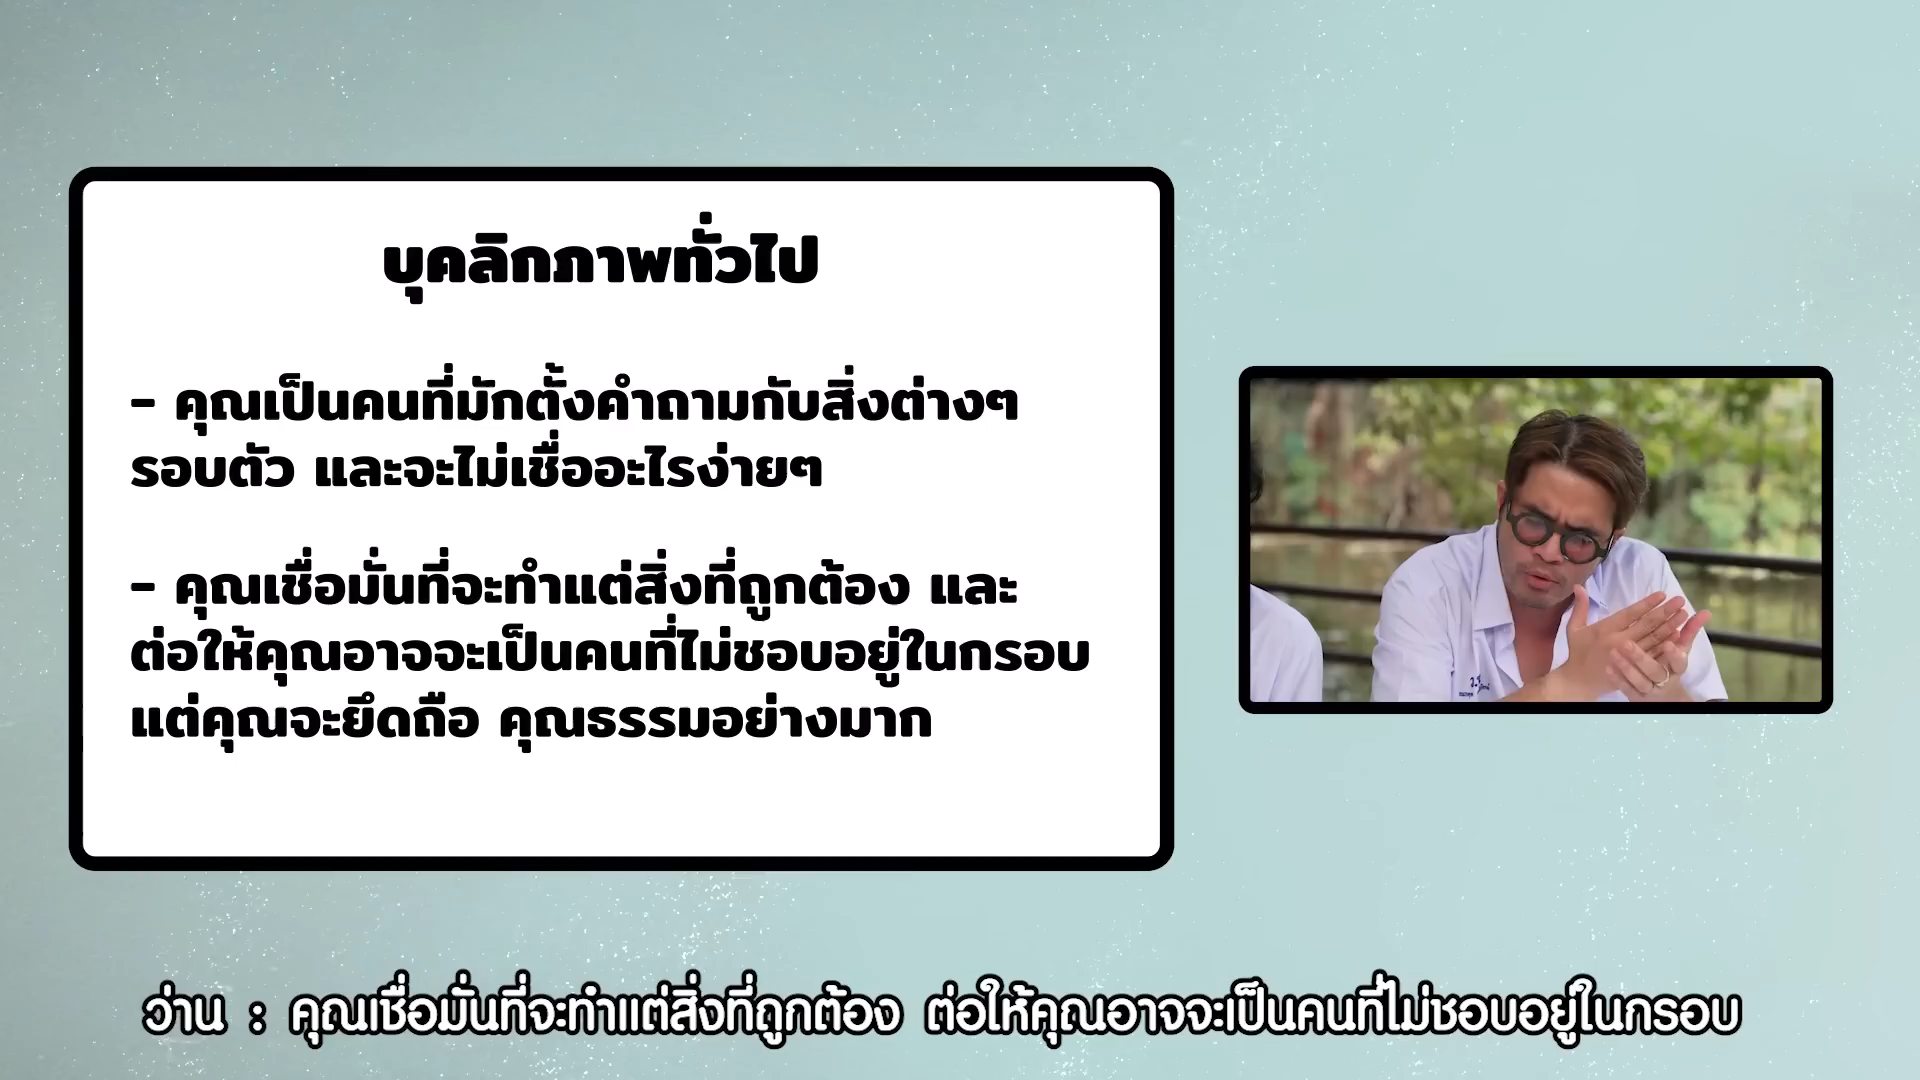 บุคลิกภาพทั่วไป
- คุณเป็นคนที่มักตั้งคำถามกับสิ่งต่างๆ
รอบตัว และจะไม่เชื่ออะไรง่ายๆ
- คุณเชื่อมั่นที่จะทำแต่สิ่งที่ถูกต้อง และ
ต่อให้คุณอาจจะเป็นคนที่ไม่ชอบอยู่ในกรอบ
แต่คุณจะยึดถือ คุณธรรมอย่างมาก
ว่าน : คุณเชื่อมั่นที่จะทำแต่สิ่งที่ถูกต้อง ต่อให้คุณอาจจะเป็นคนที่ไม่ชอบอยู่ในกรอบ